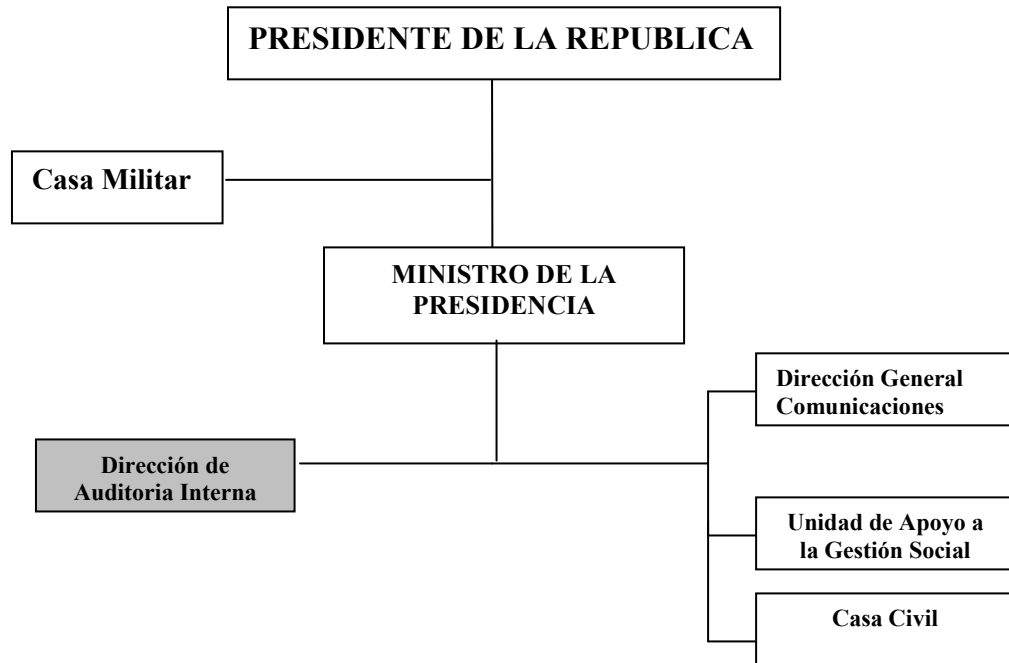 PRESIDENTE DE LA REPUBLICA
Casa Militar
MINISTRO DE LA
PRESIDENCIA
Dirección General
Comunicaciones
Dirección de
Auditoria Interna
Unidad de Apoyo a
la Gestión Social
Casa Civil